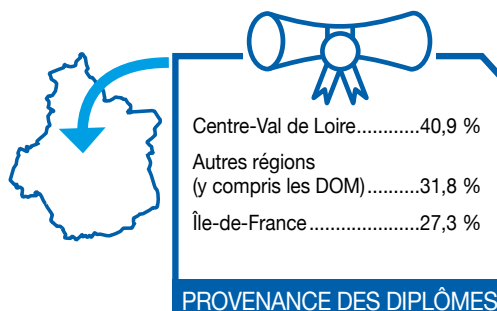 Centre-Val de Loire............40,9 %
Autres régions
(y compris les DOM)..........31,8 %
Île-de-France.....................27,3 %
PROVENANCE DES DIPLÔMES